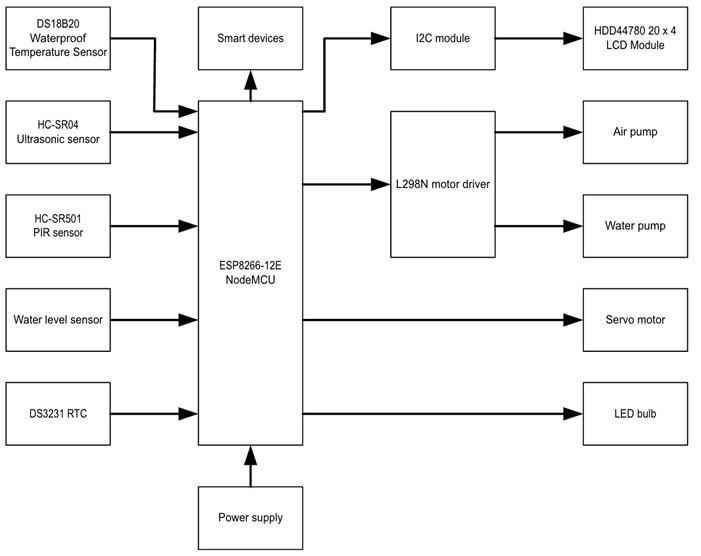 DS18B20
Waterproof
Temperature Sensor
Smart devices
I2C module
HDD44780 20 x 4
LCD Module
HC-SR04
Ultrasonic sensor
Air pump
L298N motor driver
HC-SR501
PIR sensor
Water pump
ESP8266-12E
NodeMCU
Water level sensor
Servo motor
DS3231 RTC
LED bulb
Power supply